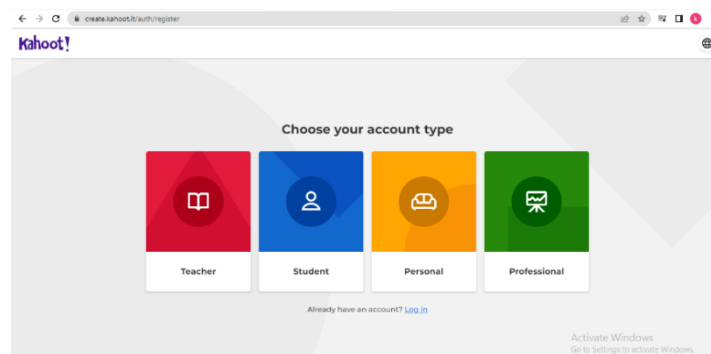 create.kahoot.it/auth/register
k
Kahoot!
Choose your account type
Teacher Student Personal Professional
Already have an account? Log in
Activate Windows
Go to Settings to activate Windows.